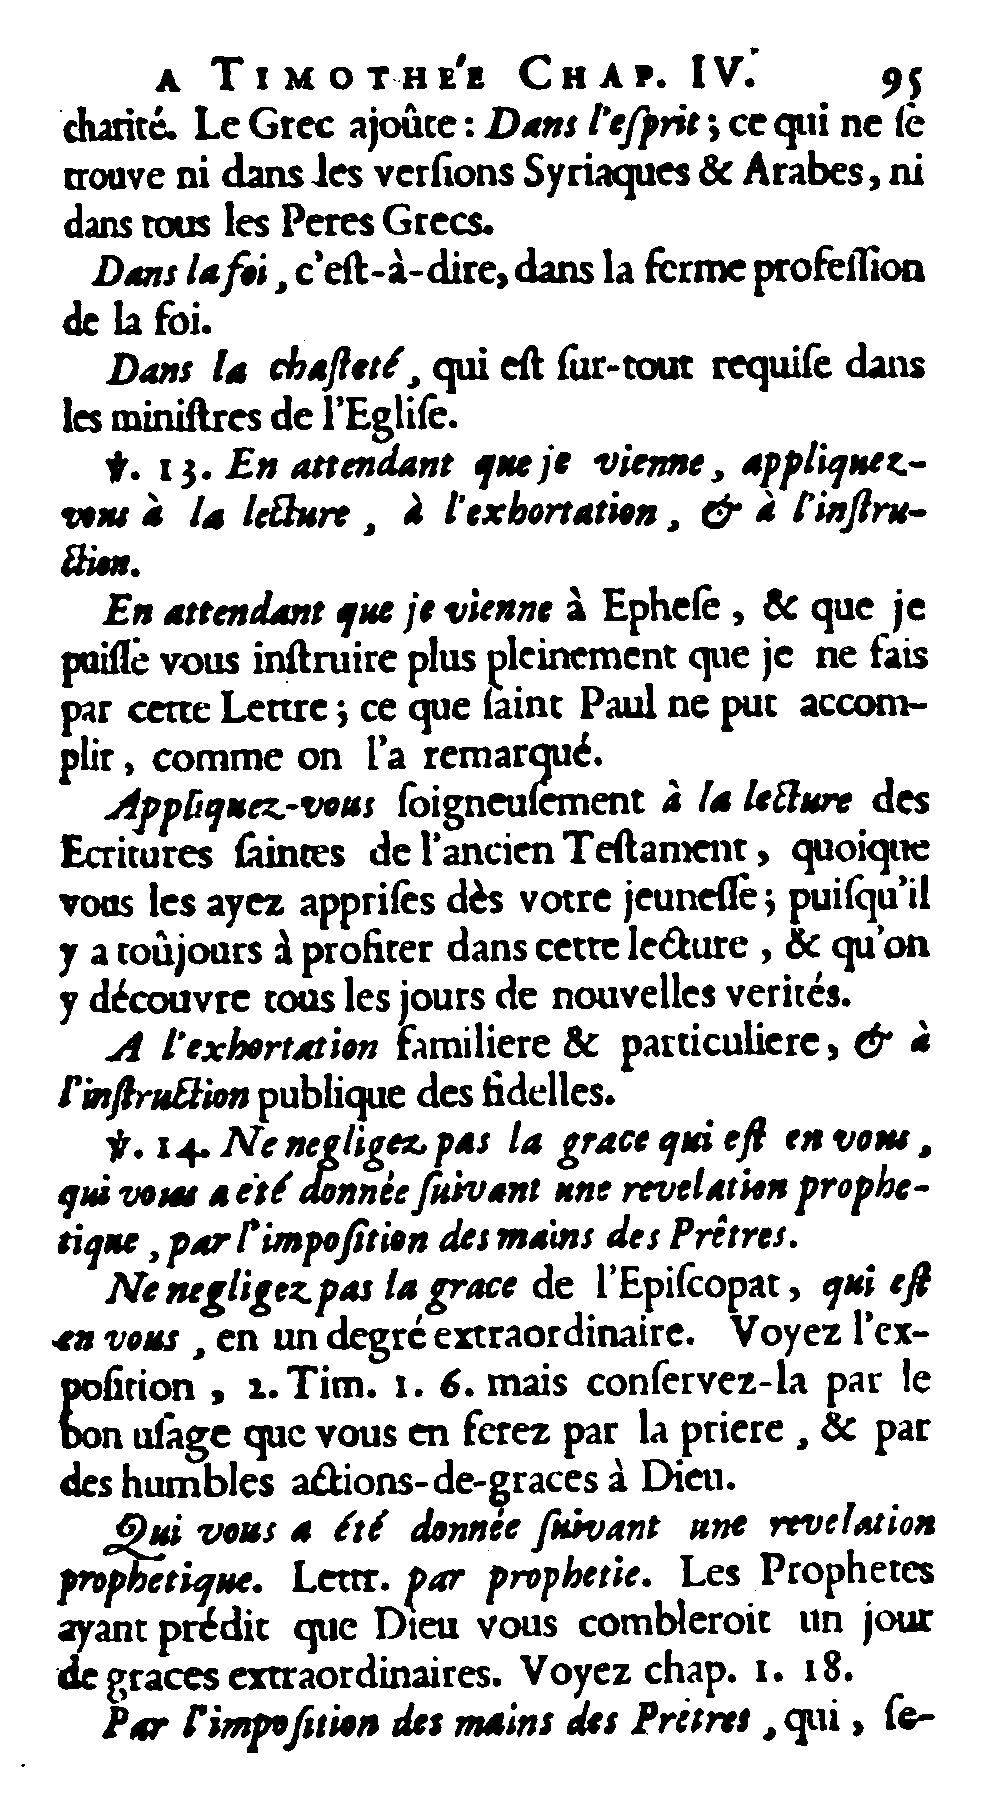 A TIMOTHÉE CHAP. IV. 95
charité. Le Grec ajoûte : Dans l'eſprit ; ce qui ne ſe
trouve ni dans les verſions Syriaques & Arabes, ni
dans tous les Peres Grecs.
Dans la foi, c'eſt-à-dire, dans la ferme profeſſion
de la foi.
Dans la chaſteté, qui eſt ſur-tout requiſe dans
les miniſtres de l'Egliſe.
℣. 13. En attendant que je vienne, appliquez-
vous à la lecture, à l'exhortation, & à l'inſtru-
ction.
En attendant que je vienne à Epheſe, & que je
puiſſe vous inſtruire plus pleinement que je ne fais
par cette Lettre ; ce que ſaint Paul ne put accom-
plir, comme on l'a remarqué.
Appliquez-vous ſoigneuſement à la lecture des
Ecritures ſaintes de l'ancien Teſtament, quoique
vous les ayez appriſes dès votre jeuneſſe ; puiſqu'il
y a toûjours à profiter dans cette lecture, & qu'on
y découvre tous les jours de nouvelles verités.
A l'exhortation familiere & particuliere, & à
l'inſtruction publique des fidelles.
℣. 14. Ne negligez pas la grace qui eſt en vous,
qui vous a été donnée ſuivant une revelation prophe-
tique, par l'impoſition des mains des Prêtres.
Ne negligez pas la grace de l'Epiſcopat, qui eſt
en vous, en un degré extraordinaire. Voyez l'ex-
poſition, 2. Tim. 1. 6. mais conſervez-la par le
bon uſage que vous en ferez par la priere, & par
des humbles actions-de-graces à Dieu.
Qui vous a été donnée ſuivant une revelation
prophetique. Lettr. par prophetie. Les Prophetes
ayant prédit que Dieu vous combleroit un jour
de graces extraordinaires. Voyez chap. 1. 18.
Par l'impoſition des mains des Prêtres, qui, ſe-